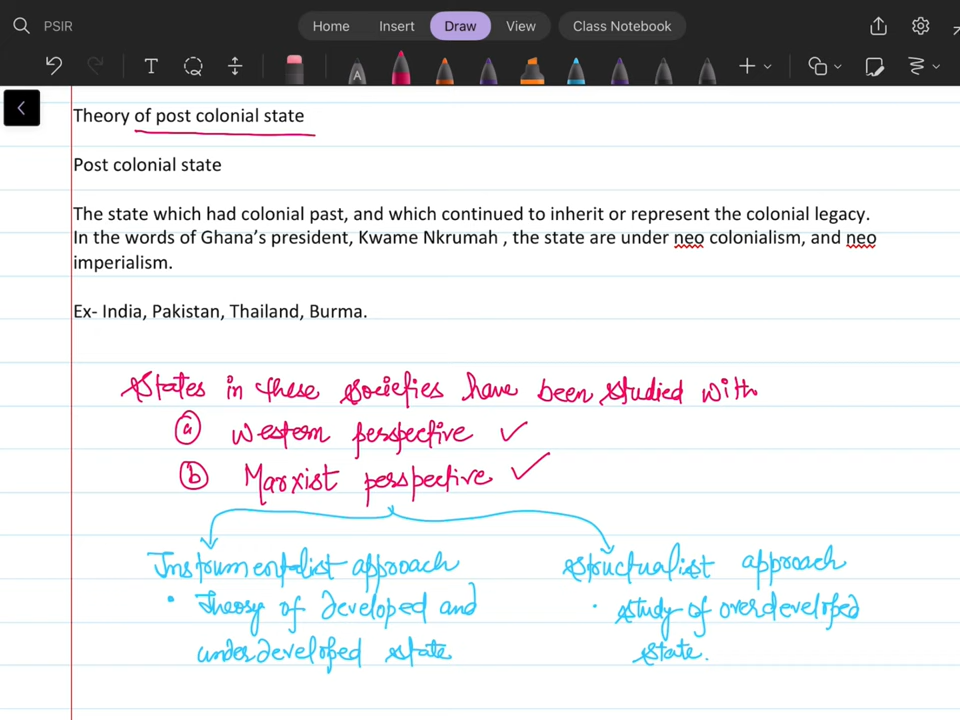 PSIR
Home Insert Draw View Class Notebook
T A
Theory of post colonial state
Post colonial state
The state which had colonial past, and which continued to inherit or represent the colonial legacy.
In the words of Ghana's president, Kwame Nkrumah , the state are under neo colonialism, and neo
imperialism.
Ex- India, Pakistan, Thailand, Burma.
States in these societies have been studied with
(a) Western perspective ✓
(b) Marxist perspective ✓
Instrumentalist approach
• Theory of developed and
underdeveloped state
Structualist approach
• Study of overdeveloped
state.